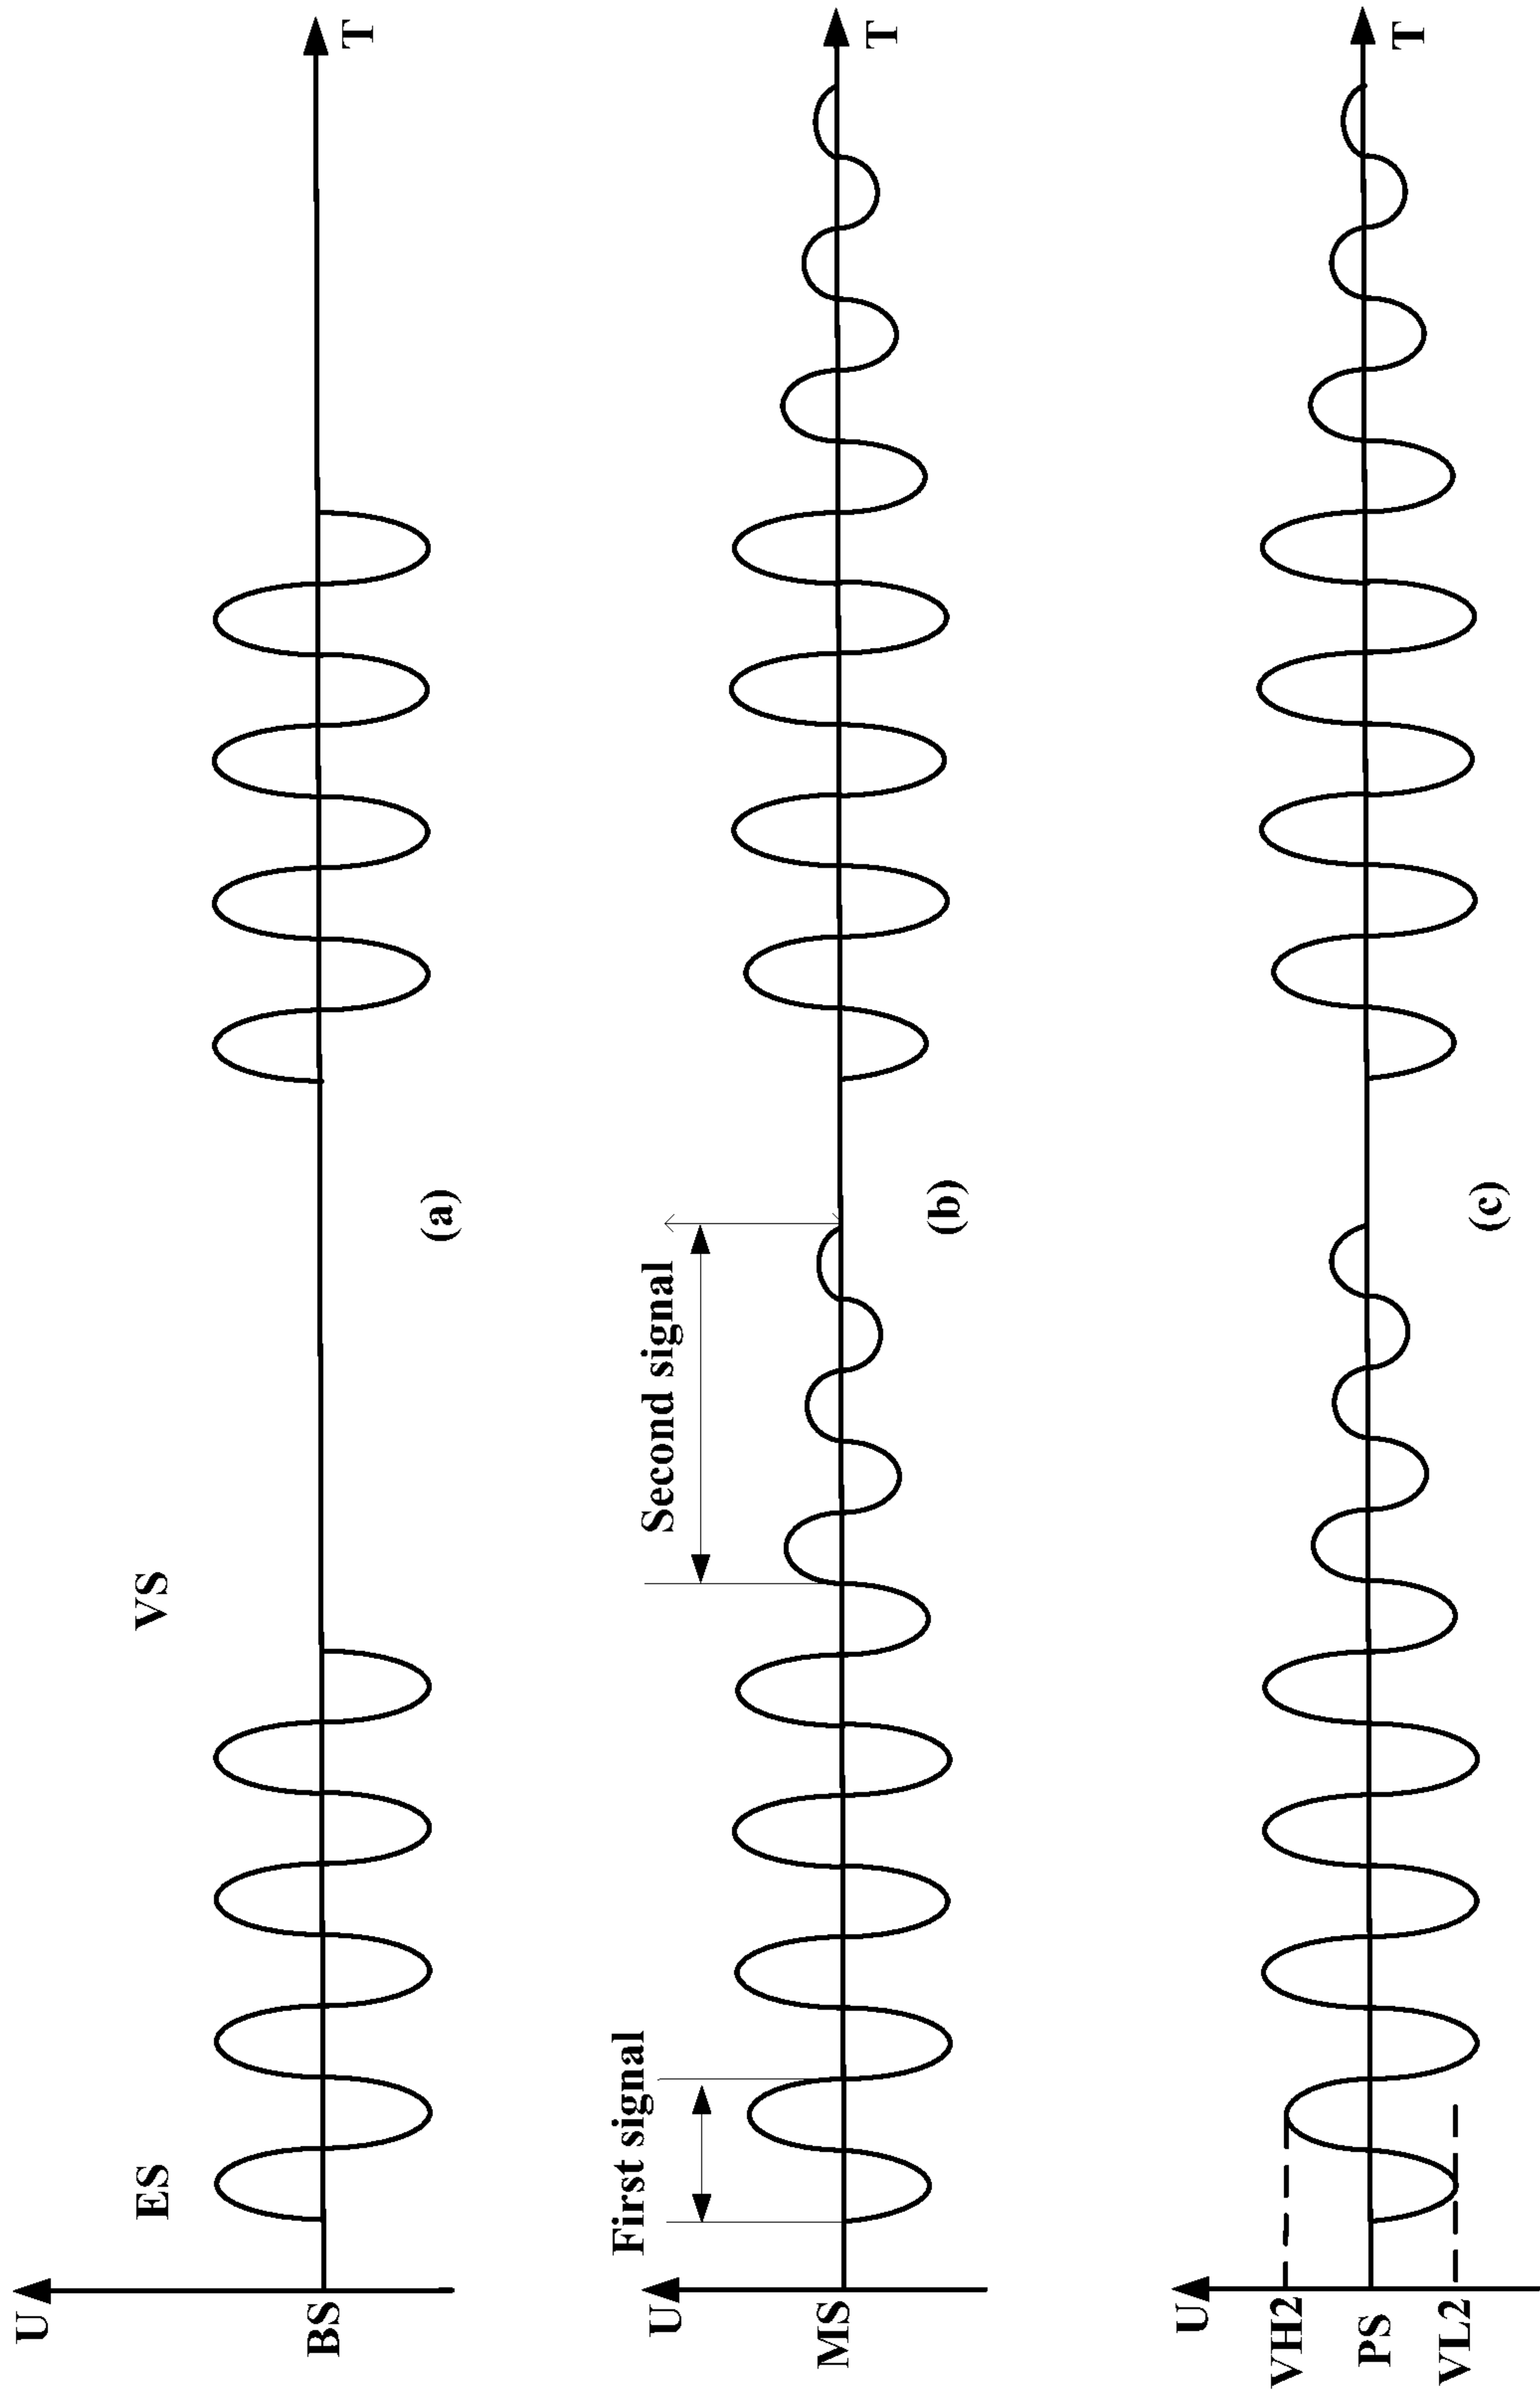 U
ES
VS
BS
T
(a)
U
First signal
Second signal
MS
T
(b)
U
VH2
PS
VL2
T
(c)